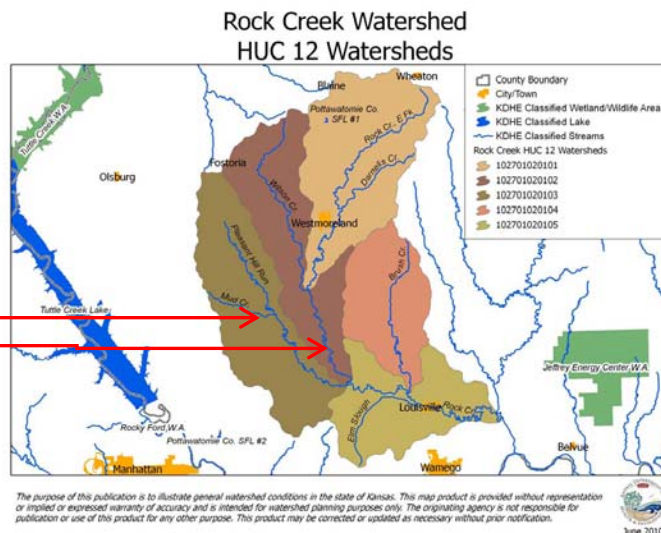 Rock Creek Watershed
HUC 12 Watersheds
Blaine
Wheaton
Pottawatomie Co.
SFL #1
Rock Cr., E Fk
Darnells Cr.
Tuttle Creek W.A.
Olsburg
Fostoria
Wilson Cr.
Westmoreland
Pleasant Hill Run
Brush Cr.
Mud Cr.
Tuttle Creek Lake
Jeffrey Energy Center W.A.
Rocky Ford W.A.
Pottawatomie Co. SFL #2
Elm Slough
Louisville
Rock Cr.
Manhattan
Wamego
Belvue
County Boundary
City/Town
KDHE Classified Wetland/Wildlife Area
KDHE Classified Lake
KDHE Classified Streams
Rock Creek HUC 12 Watersheds
102701020101
102701020102
102701020103
102701020104
102701020105
The purpose of this publication is to illustrate general watershed conditions in the state of Kansas. This map product is provided without representation
or implied or expressed warranty of accuracy and is intended for watershed planning purposes only. The originating agency is not responsible for
publication or use of this product for any other purpose. This product may be corrected or updated as necessary without prior notification.
June 2010